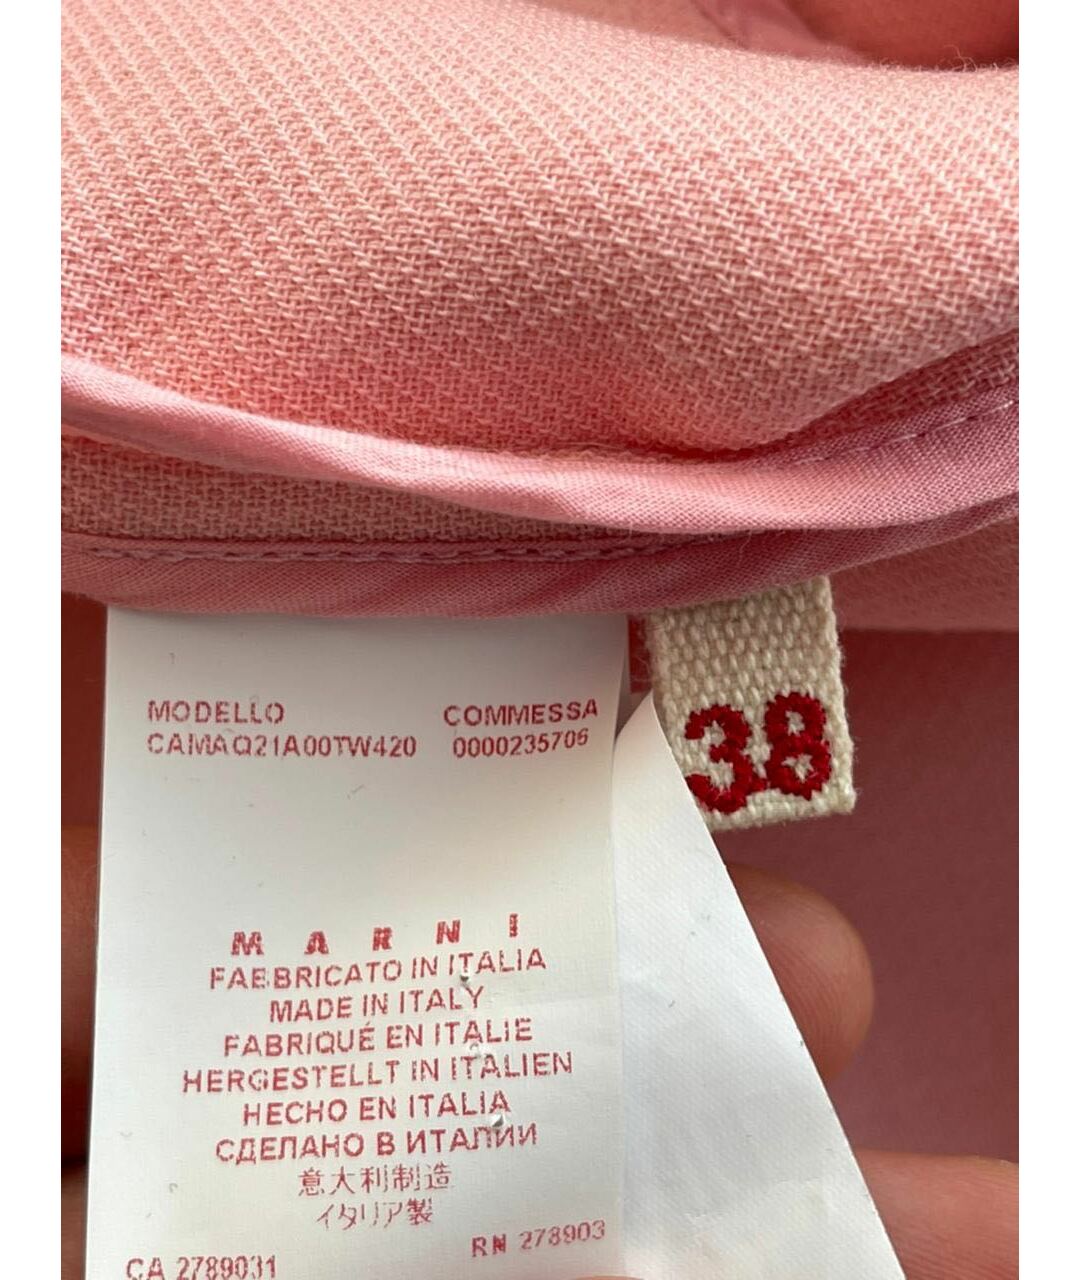 MODELLO COMMESSA
CAMAQ21A00TW420 0000235706
38
MARNI
FABBRICATO IN ITALIA
MADE IN ITALY
FABRIQUÉ EN ITALIE
HERGESTELLT IN ITALIEN
HECHO EN ITALIA
СДЕЛАНО В ИТАЛИИ
意大利制造
イタリア製
CA 2789031 RN 278903